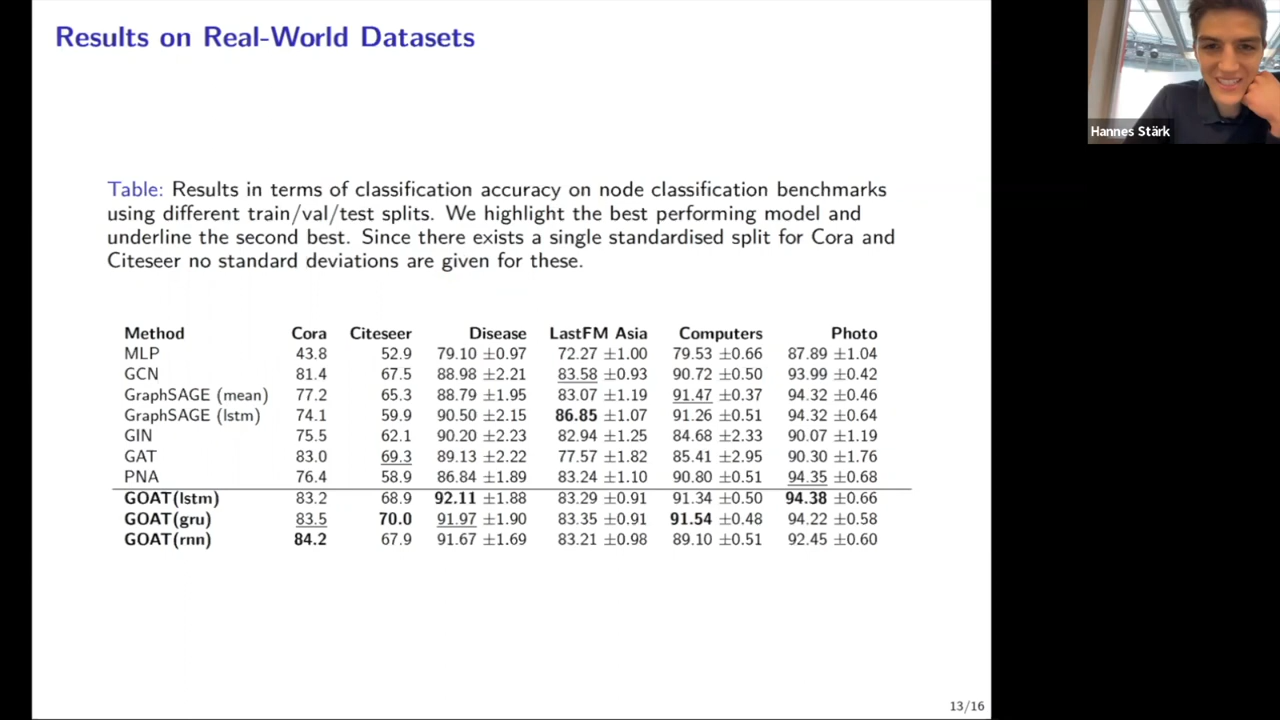 Results on Real-World Datasets
Hannes Stärk
Table: Results in terms of classification accuracy on node classification benchmarks
using different train/val/test splits. We highlight the best performing model and
underline the second best. Since there exists a single standardised split for Cora and
Citeseer no standard deviations are given for these.
Method Cora Citeseer Disease LastFM Asia Computers Photo
MLP 43.8 52.9 79.10 ±0.97 72.27 ±1.00 79.53 ±0.66 87.89 ±1.04
GCN 81.4 67.5 88.98 ±2.21 83.58 ±0.93 90.72 ±0.50 93.99 ±0.42
GraphSAGE (mean) 77.2 65.3 88.79 ±1.95 83.07 ±1.19 91.47 ±0.37 94.32 ±0.46
GraphSAGE (lstm) 74.1 59.9 90.50 ±2.15 86.85 ±1.07 91.26 ±0.51 94.32 ±0.64
GIN 75.5 62.1 90.20 ±2.23 82.94 ±1.25 84.68 ±2.33 90.07 ±1.19
GAT 83.0 69.3 89.13 ±2.22 77.57 ±1.82 85.41 ±2.95 90.30 ±1.76
PNA 76.4 58.9 86.84 ±1.89 83.24 ±1.10 90.80 ±0.51 94.35 ±0.68
GOAT(lstm) 83.2 68.9 92.11 ±1.88 83.29 ±0.91 91.34 ±0.50 94.38 ±0.66
GOAT(gru) 83.5 70.0 91.97 ±1.90 83.35 ±0.91 91.54 ±0.48 94.22 ±0.58
GOAT(rnn) 84.2 67.9 91.67 ±1.69 83.21 ±0.98 89.10 ±0.51 92.45 ±0.60
13/16